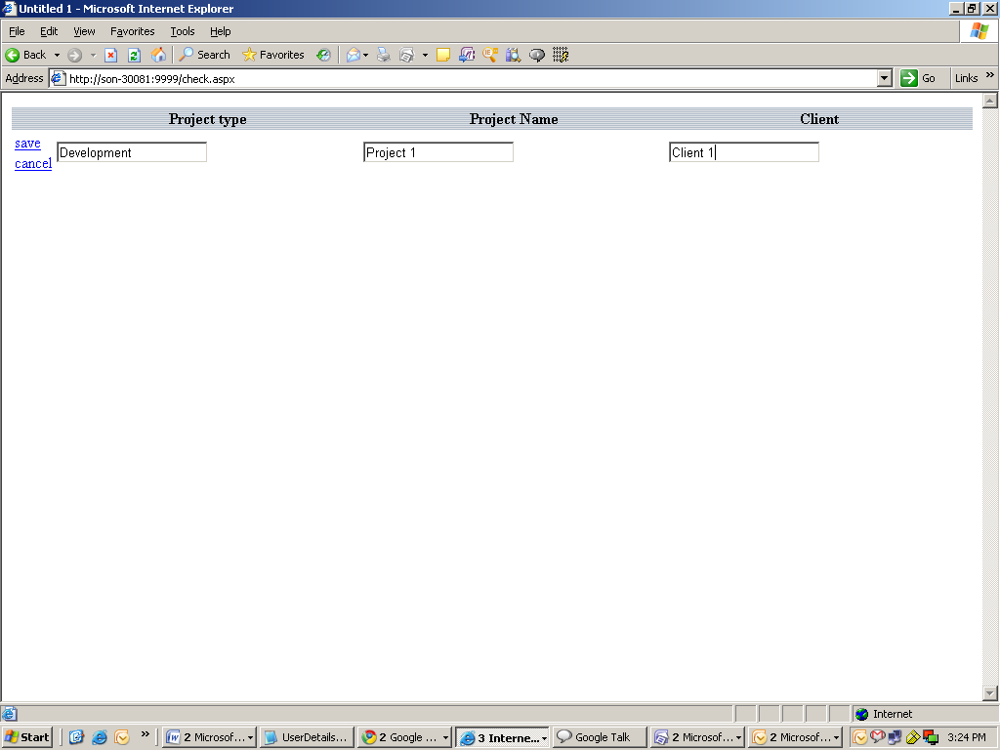 Untitled 1 - Microsoft Internet Explorer
File Edit View Favorites Tools Help
Back Search Favorites
Address http://son-30081:9999/check.aspx Go Links »
Project type Project Name Client
save
Development Project 1 Client 1
cancel
Internet
Start » 2 Microsof... UserDetails... 2 Google ... 3 Interne... Google Talk 2 Microsof... 2 Microsof... 3:24 PM